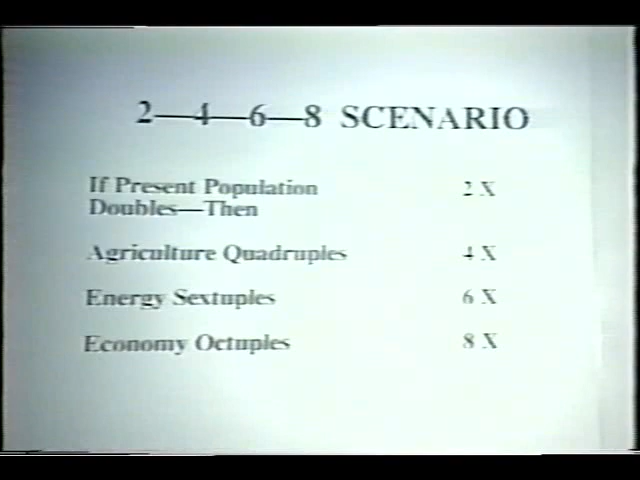 2—4—6—8 SCENARIO
If Present Population 2 X
Doubles—Then
Agriculture Quadruples 4 X
Energy Sextuples 6 X
Economy Octuples 8 X